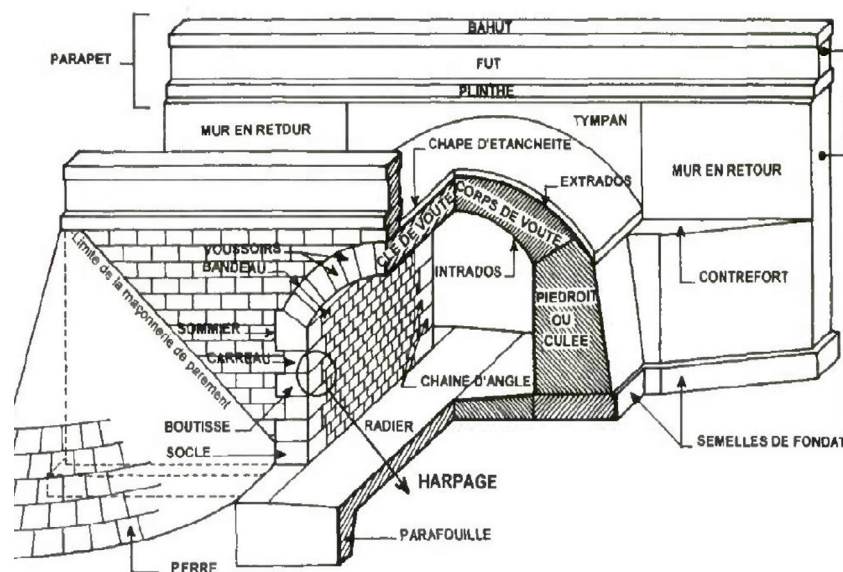 BAHUT
PARAPET
FUT
PLINTHE
TYMPAN
MUR EN RETOUR
CHAPE D'ETANCHEITE
MUR EN RETOUR
EXTRADOS
CORPS DE VOUTE
CLE DE VOUTE
VOUSSOIRS
BANDEAU
Limite de la maçonnerie de parement
INTRADOS
CONTREFORT
PIEDROIT
OU
CULEE
SOMMIER
CARREAU
CHAINE D'ANGLE
BOUTISSE
RADIER
SOCLE
SEMELLES DE FONDAT
HARPAGE
PARAFOUILLE
PERRE